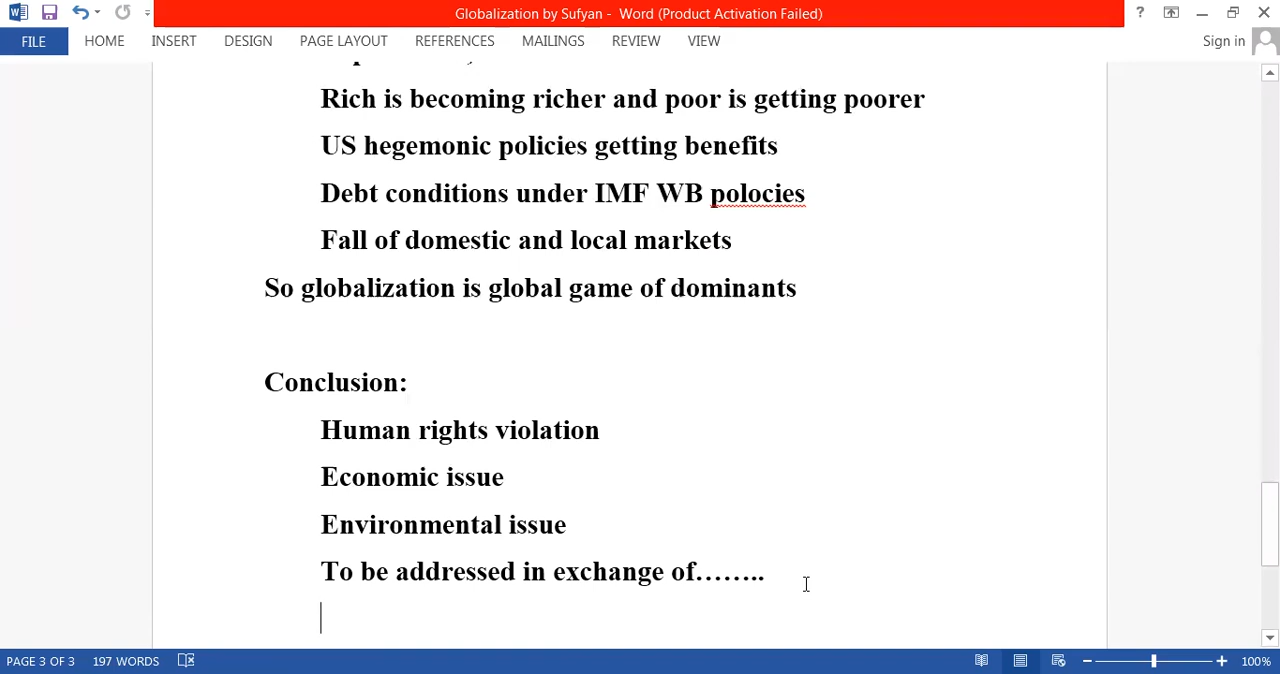 Globalization by Sufyan - Word (Product Activation Failed)
?
FILE HOME INSERT DESIGN PAGE LAYOUT REFERENCES MAILINGS REVIEW VIEW Sign in
Rich is becoming richer and poor is getting poorer
US hegemonic policies getting benefits
Debt conditions under IMF WB polocies
Fall of domestic and local markets
So globalization is global game of dominants
Conclusion:
Human rights violation
Economic issue
Environmental issue
To be addressed in exchange of……..
PAGE 3 OF 3 197 WORDS 100%